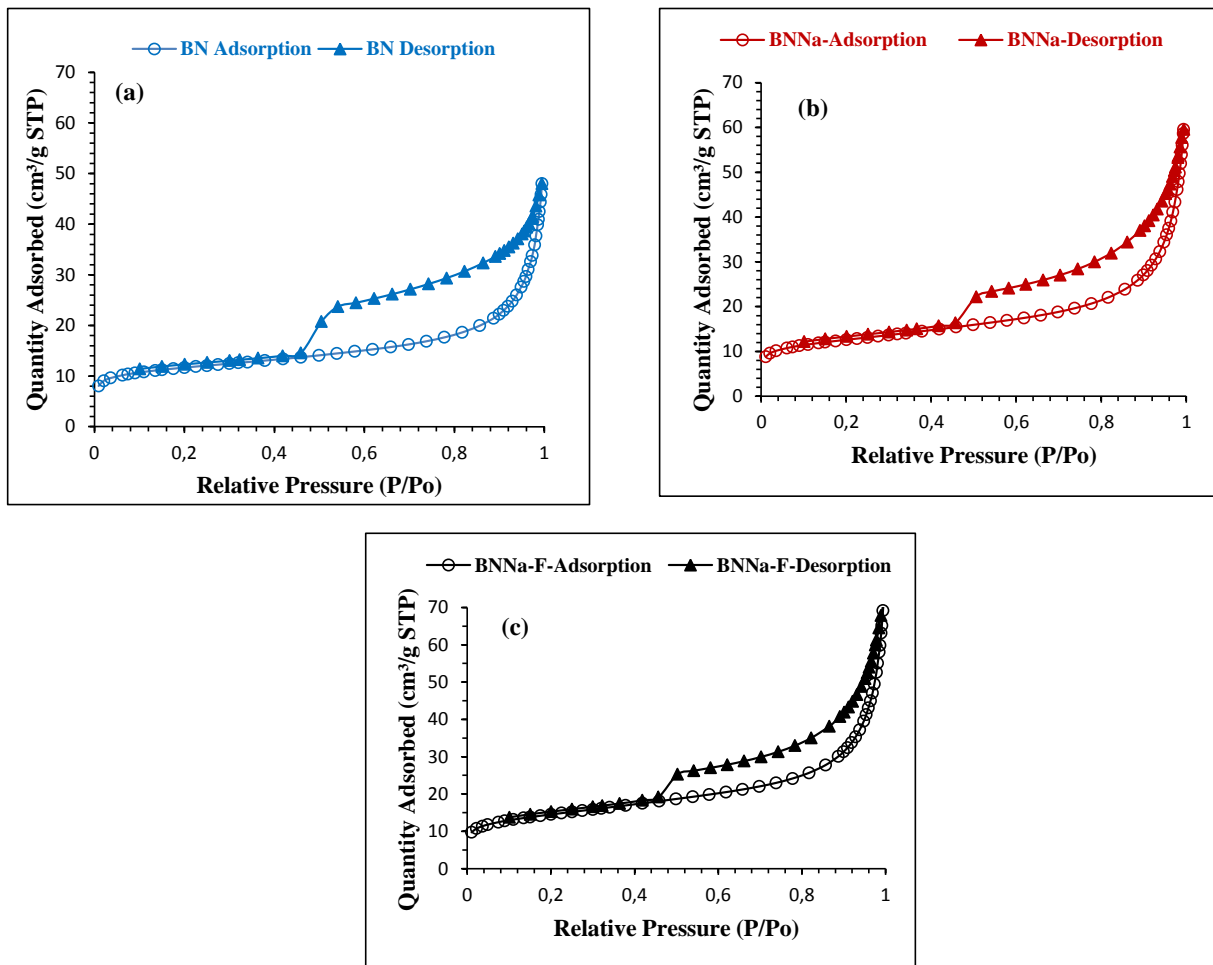 BN Adsorption BN Desorption
(a)
Quantity Adsorbed (cm³/g STP)
70
60
50
40
30
20
10
0
0 0,2 0,4 0,6 0,8 1
Relative Pressure (P/Po)
BNNa-Adsorption BNNa-Desorption
(b)
Quantity Adsorbed (cm³/g STP)
70
60
50
40
30
20
10
0
0 0,2 0,4 0,6 0,8 1
Relative Pressure (P/Po)
BNNa-F-Adsorption BNNa-F-Desorption
(c)
Quantity Adsorbed (cm³/g STP)
70
60
50
40
30
20
10
0
0 0,2 0,4 0,6 0,8 1
Relative Pressure (P/Po)